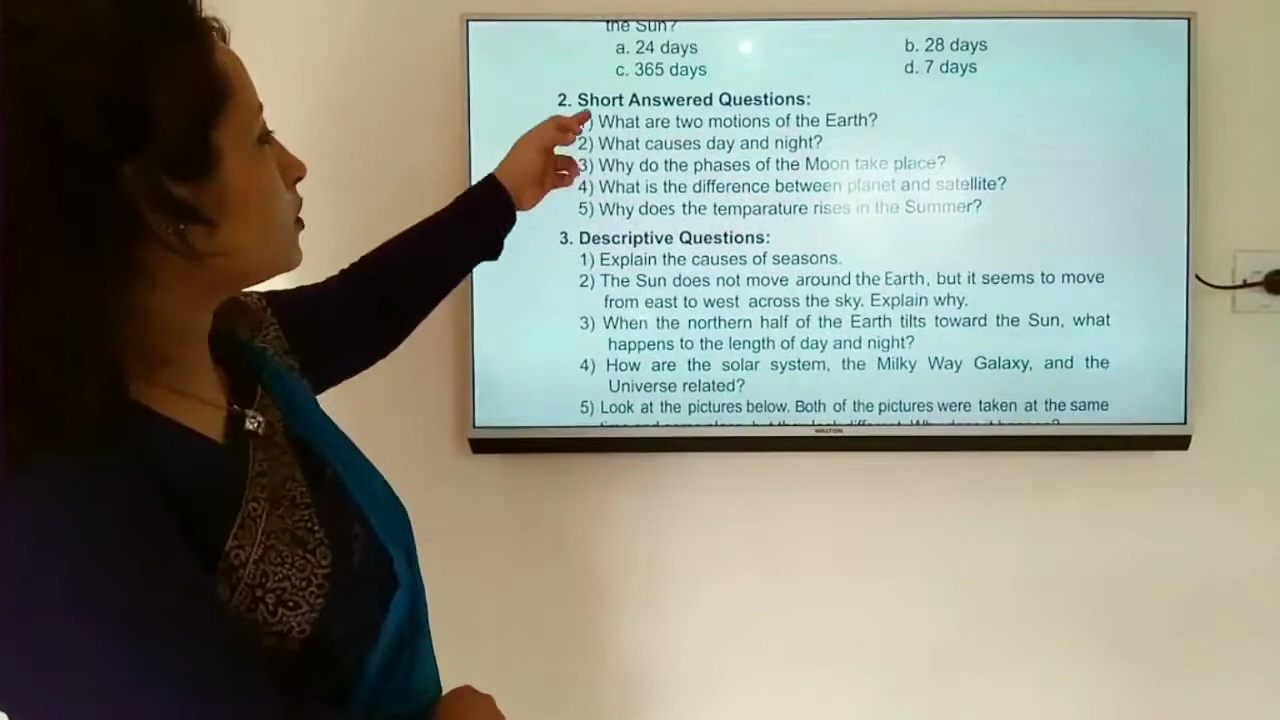 the Sun?
a. 24 days b. 28 days
c. 365 days d. 7 days
2. Short Answered Questions:
1) What are two motions of the Earth?
2) What causes day and night?
3) Why do the phases of the Moon take place?
4) What is the difference between planet and satellite?
5) Why does the temparature rises in the Summer?
3. Descriptive Questions:
1) Explain the causes of seasons.
2) The Sun does not move around the Earth, but it seems to move
from east to west across the sky. Explain why.
3) When the northern half of the Earth tilts toward the Sun, what
happens to the length of day and night?
4) How are the solar system, the Milky Way Galaxy, and the
Universe related?
5) Look at the pictures below. Both of the pictures were taken at the same
WALTON